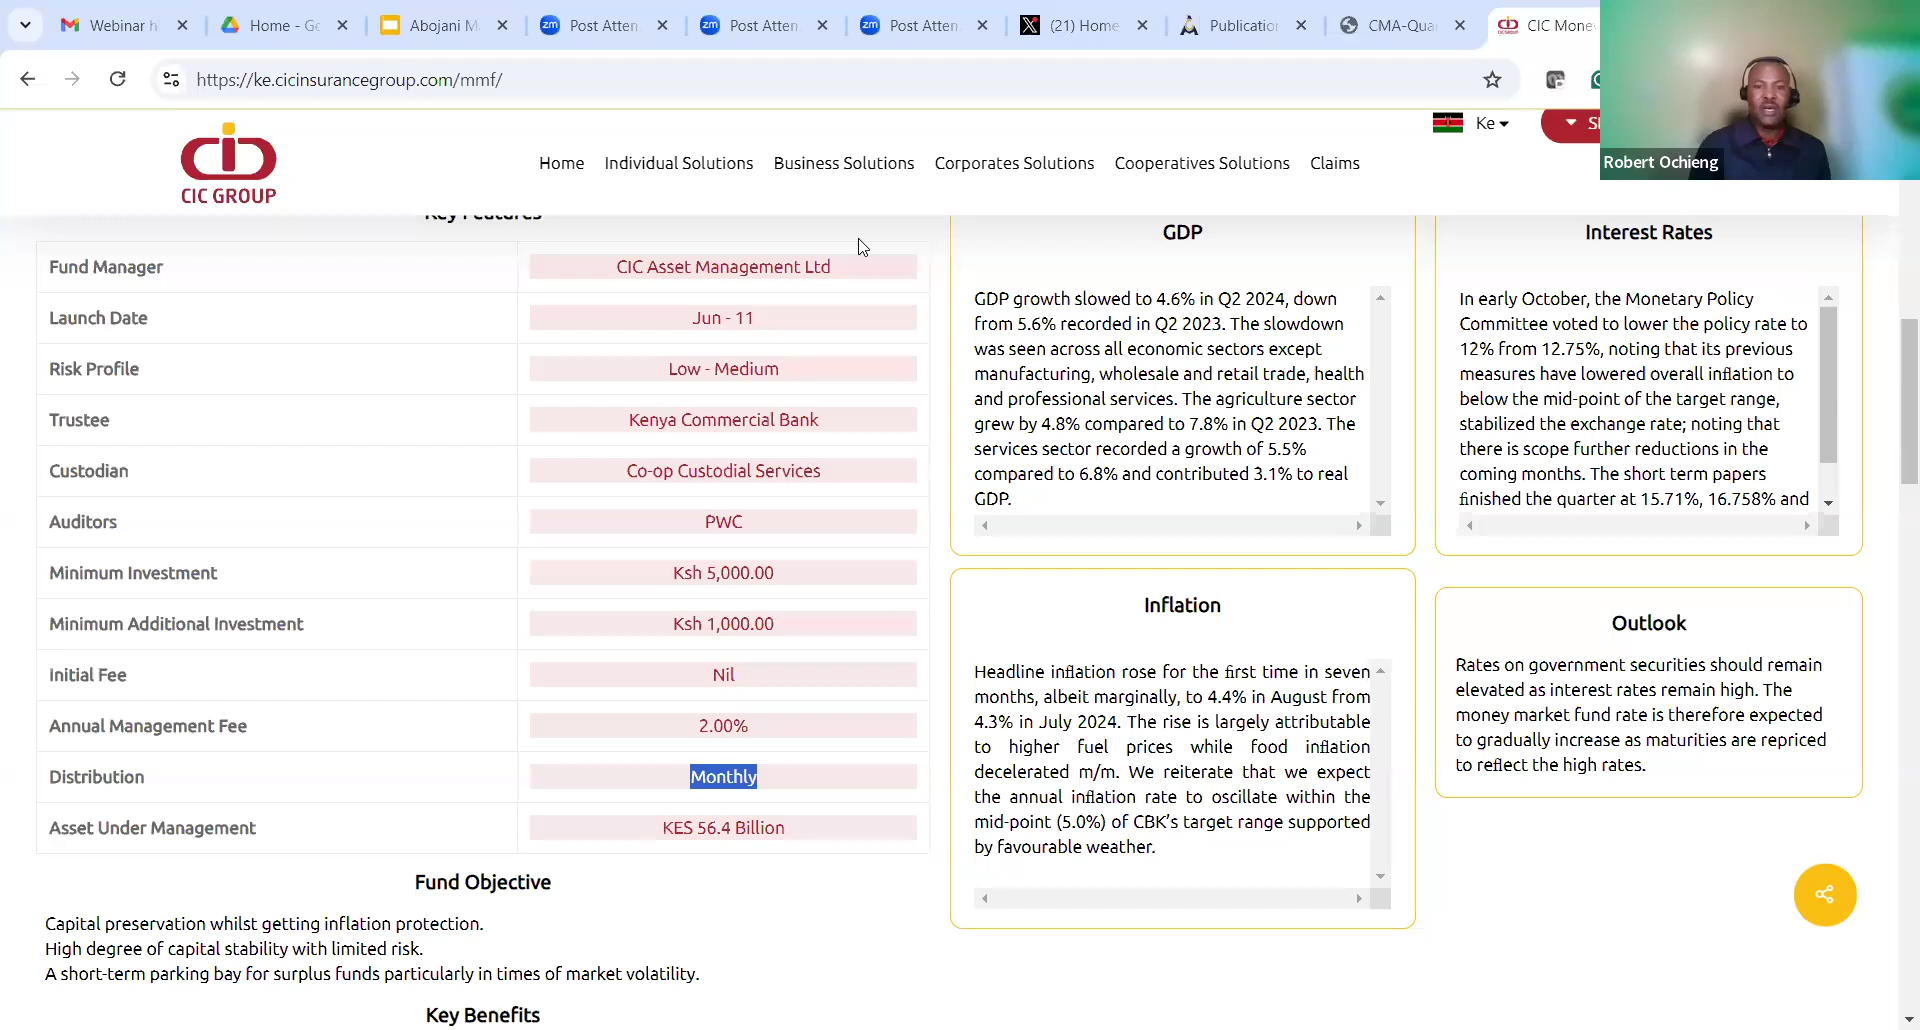 Webinar h
Home - Go
Abojani M
zm Post Atten
zm Post Atten
zm Post Atten
(21) Home
Publication
CMA-Qua
CIC Mone
https://ke.cicinsurancegroup.com/mmf/
Robert Ochieng
CIC GROUP
Home
Individual Solutions
Business Solutions
Corporates Solutions
Cooperatives Solutions
Claims
Ke
Key Features
Fund Manager
CIC Asset Management Ltd
Launch Date
Jun - 11
Risk Profile
Low - Medium
Trustee
Kenya Commercial Bank
Custodian
Co-op Custodial Services
Auditors
PWC
Minimum Investment
Ksh 5,000.00
Minimum Additional Investment
Ksh 1,000.00
Initial Fee
Nil
Annual Management Fee
2.00%
Distribution
Monthly
Asset Under Management
KES 56.4 Billion
Fund Objective
Capital preservation whilst getting inflation protection.
High degree of capital stability with limited risk.
A short-term parking bay for surplus funds particularly in times of market volatility.
Key Benefits
GDP
GDP growth slowed to 4.6% in Q2 2024, down
from 5.6% recorded in Q2 2023. The slowdown
was seen across all economic sectors except
manufacturing, wholesale and retail trade, health
and professional services. The agriculture sector
grew by 4.8% compared to 7.8% in Q2 2023. The
services sector recorded a growth of 5.5%
compared to 6.8% and contributed 3.1% to real
GDP.
Interest Rates
In early October, the Monetary Policy
Committee voted to lower the policy rate to
12% from 12.75%, noting that its previous
measures have lowered overall inflation to
below the mid-point of the target range,
stabilized the exchange rate; noting that
there is scope further reductions in the
coming months. The short term papers
finished the quarter at 15.71%, 16.758% and
Inflation
Headline inflation rose for the first time in seven
months, albeit marginally, to 4.4% in August from
4.3% in July 2024. The rise is largely attributable
to higher fuel prices while food inflation
decelerated m/m. We reiterate that we expect
the annual inflation rate to oscillate within the
mid-point (5.0%) of CBK's target range supported
by favourable weather.
Outlook
Rates on government securities should remain
elevated as interest rates remain high. The
money market fund rate is therefore expected
to gradually increase as maturities are repriced
to reflect the high rates.